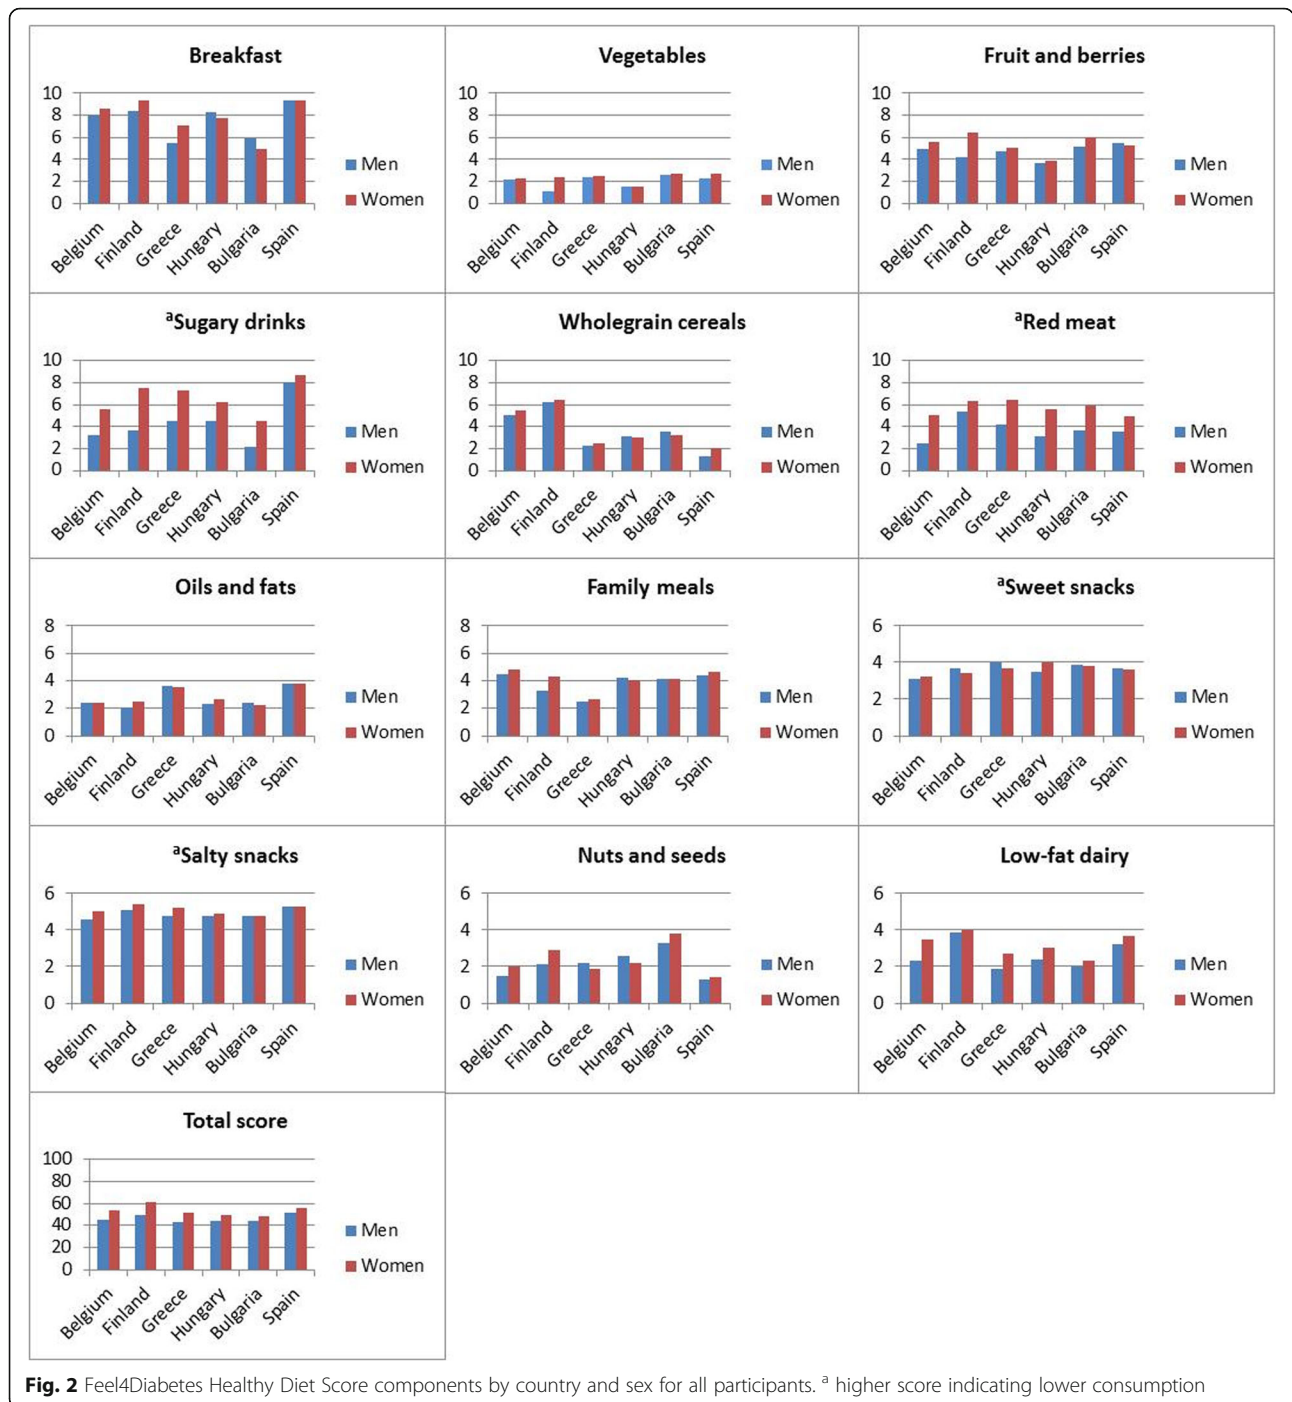 Breakfast
10
8
6
4
2
0
Men
Women
Belgium
Finland
Greece
Hungary
Bulgaria
Spain
Vegetables
10
8
6
4
2
0
Men
Women
Belgium
Finland
Greece
Hungary
Bulgaria
Spain
Fruit and berries
10
8
6
4
2
0
Men
Women
Belgium
Finland
Greece
Hungary
Bulgaria
Spain
ᵃSugary drinks
10
8
6
4
2
0
Men
Women
Belgium
Finland
Greece
Hungary
Bulgaria
Spain
Wholegrain cereals
10
8
6
4
2
0
Men
Women
Belgium
Finland
Greece
Hungary
Bulgaria
Spain
ᵃRed meat
10
8
6
4
2
0
Men
Women
Belgium
Finland
Greece
Hungary
Bulgaria
Spain
Oils and fats
8
6
4
2
0
Men
Women
Belgium
Finland
Greece
Hungary
Bulgaria
Spain
Family meals
8
6
4
2
0
Men
Women
Belgium
Finland
Greece
Hungary
Bulgaria
Spain
ᵃSweet snacks
6
4
2
0
Men
Women
Belgium
Finland
Greece
Hungary
Bulgaria
Spain
ᵃSalty snacks
6
4
2
0
Men
Women
Belgium
Finland
Greece
Hungary
Bulgaria
Spain
Nuts and seeds
6
4
2
0
Men
Women
Belgium
Finland
Greece
Hungary
Bulgaria
Spain
Low-fat dairy
6
4
2
0
Men
Women
Belgium
Finland
Greece
Hungary
Bulgaria
Spain
Total score
100
80
60
40
20
0
Men
Women
Belgium
Finland
Greece
Hungary
Bulgaria
Spain
Fig. 2 Feel4Diabetes Healthy Diet Score components by country and sex for all participants. ᵃ higher score indicating lower consumption